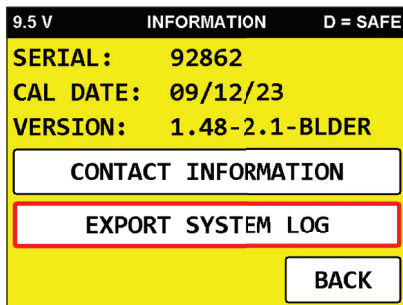 9.5 V INFORMATION D = SAFE
SERIAL: 92862
CAL DATE: 09/12/23
VERSION: 1.48-2.1-BLDER
CONTACT INFORMATION
EXPORT SYSTEM LOG
BACK